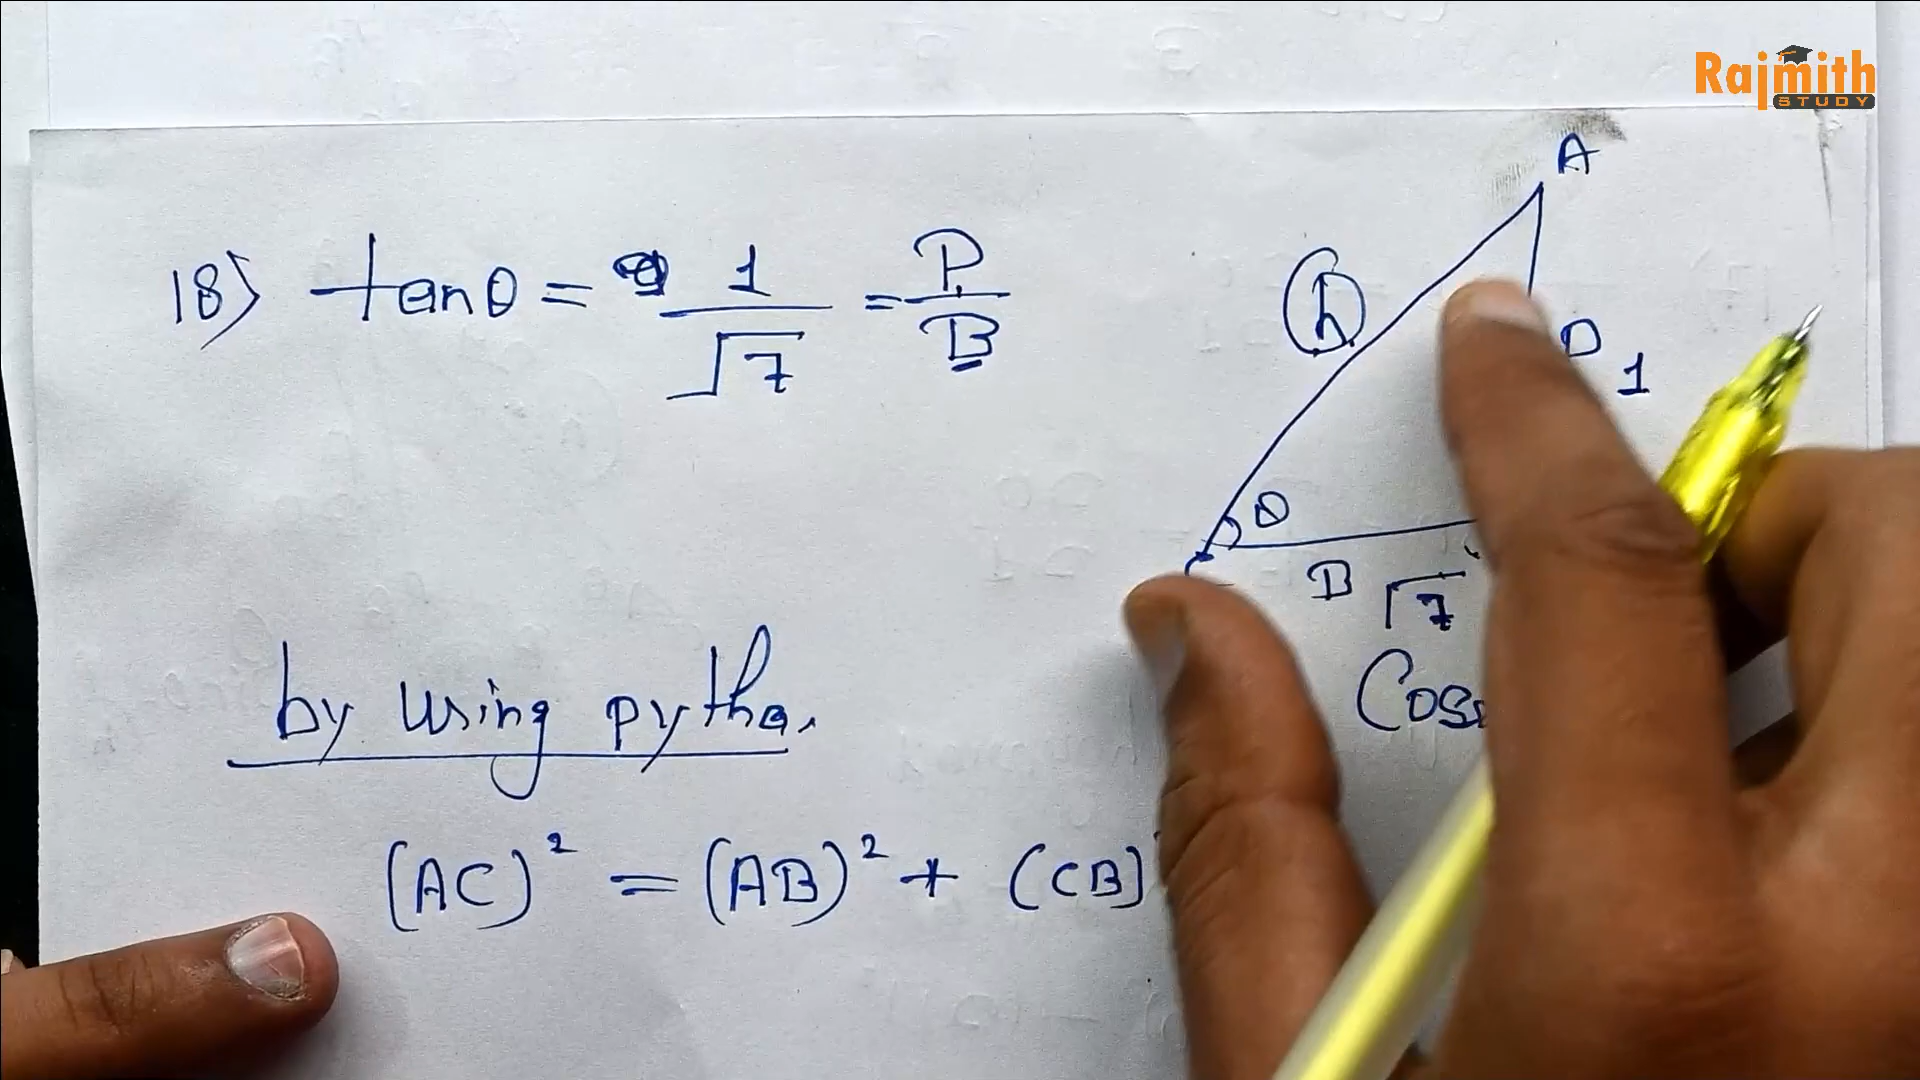 Rajmith
STUDY
18) tanθ = 1/√7 = P/B
A
h
P 1
θ
B √7
C
Cos
by using pytha.
(AC)² = (AB)² + (CB)